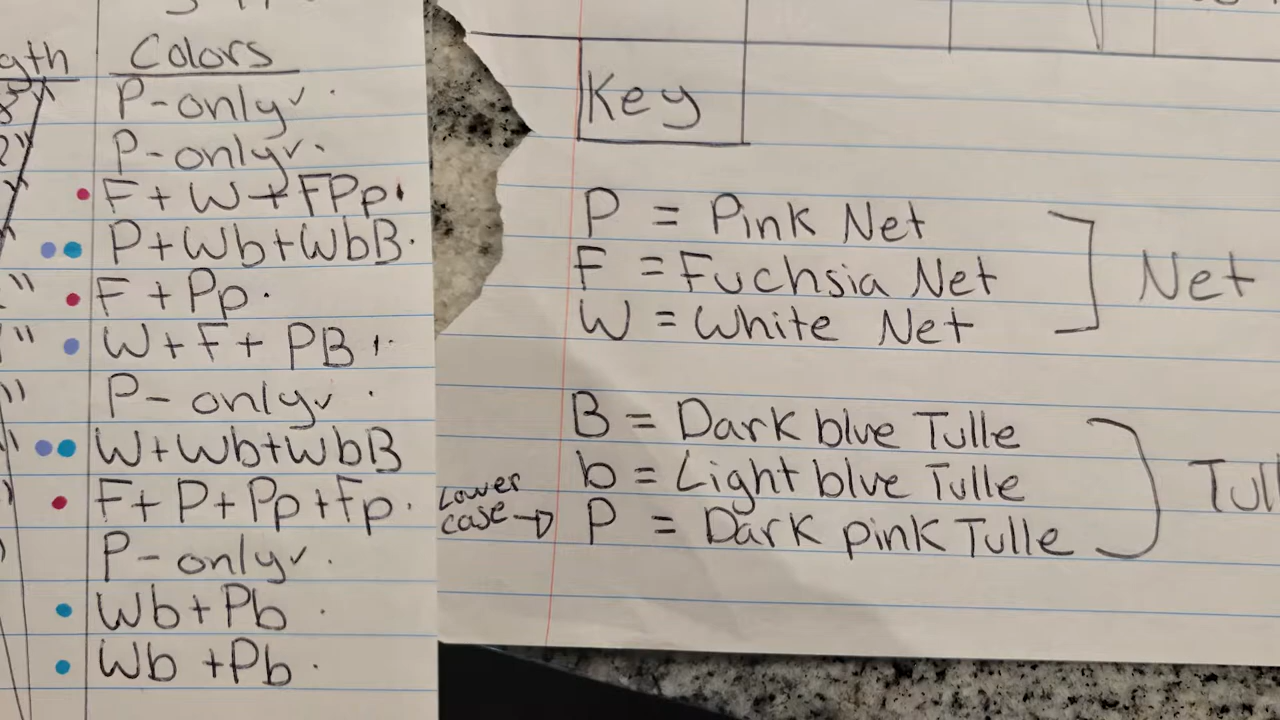 Colors
P-only
P-only
F + W + FPp
P+Wb+WbB
F + Pp
W+F+ PB
P- only
W+Wb+WbB
F+P+Pp+Fp
P- only
Wb+Pb
Wb +Pb
Key
P = Pink Net
F = Fuchsia Net
W = White Net
Net
B = Dark blue Tulle
b = Light blue Tulle
Lower
case → P = Dark pink Tulle